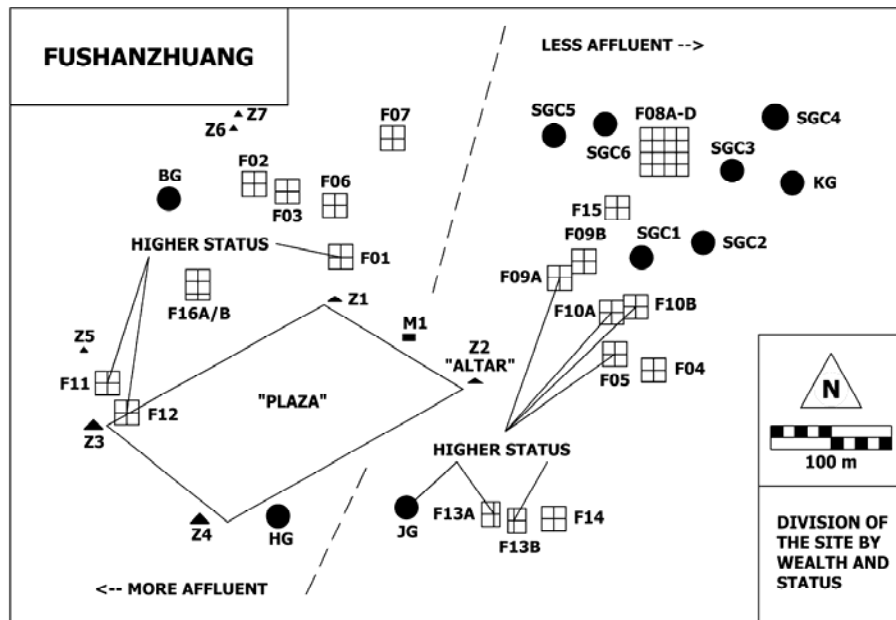 FUSHANZHUANG
LESS AFFLUENT -->
Z7
Z6
F07
SGC5
SGC6
F08A-D
SGC4
SGC3
KG
F02
F03
F06
BG
F15
F09B
SGC1
SGC2
HIGHER STATUS
F01
F09A
F16A/B
F10A
F10B
Z1
M1
Z5
Z2
"ALTAR"
F11
F12
"PLAZA"
F05
F04
N
Z3
HIGHER STATUS
100 m
Z4
HG
JG
F13A
F13B
F14
DIVISION OF
THE SITE BY
WEALTH AND
STATUS
<-- MORE AFFLUENT